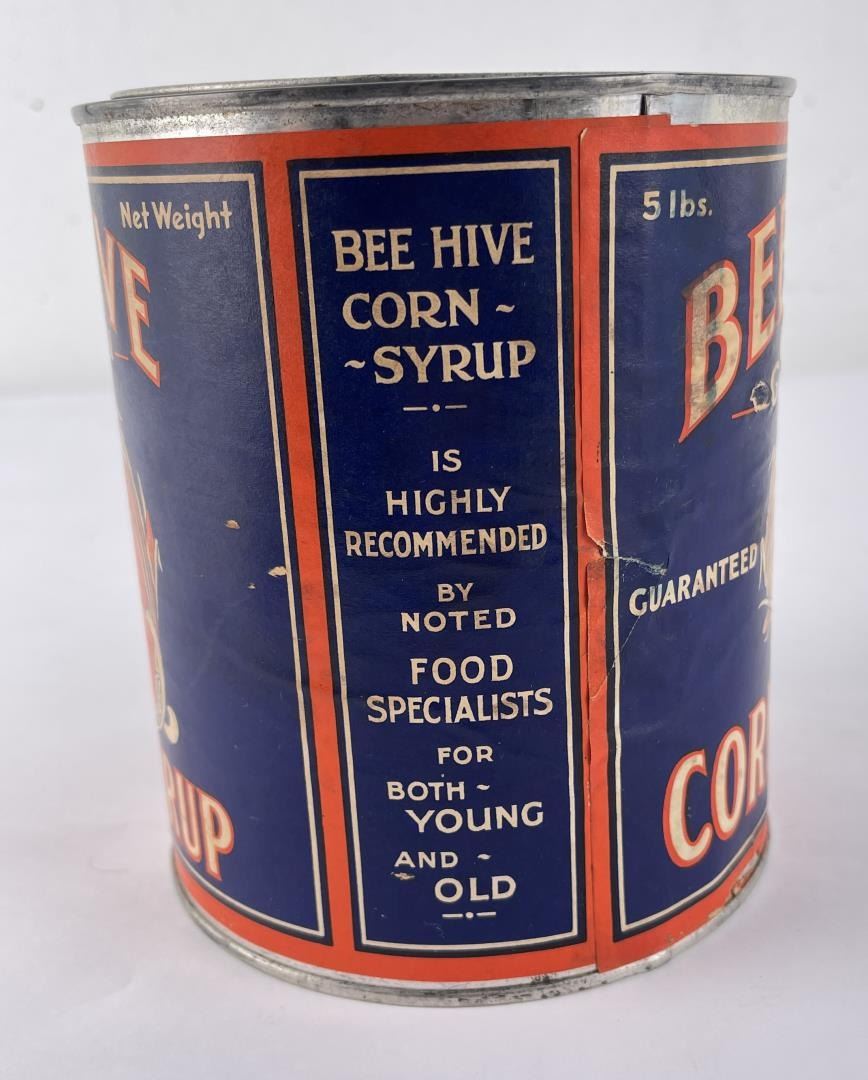 Net Weight
BEE HIVE
CORN ~
~ SYRUP
IS
HIGHLY
RECOMMENDED
BY
NOTED
FOOD
SPECIALISTS
FOR
BOTH ~
YOUNG
AND ~
OLD
5 lbs.
GUARANTEED